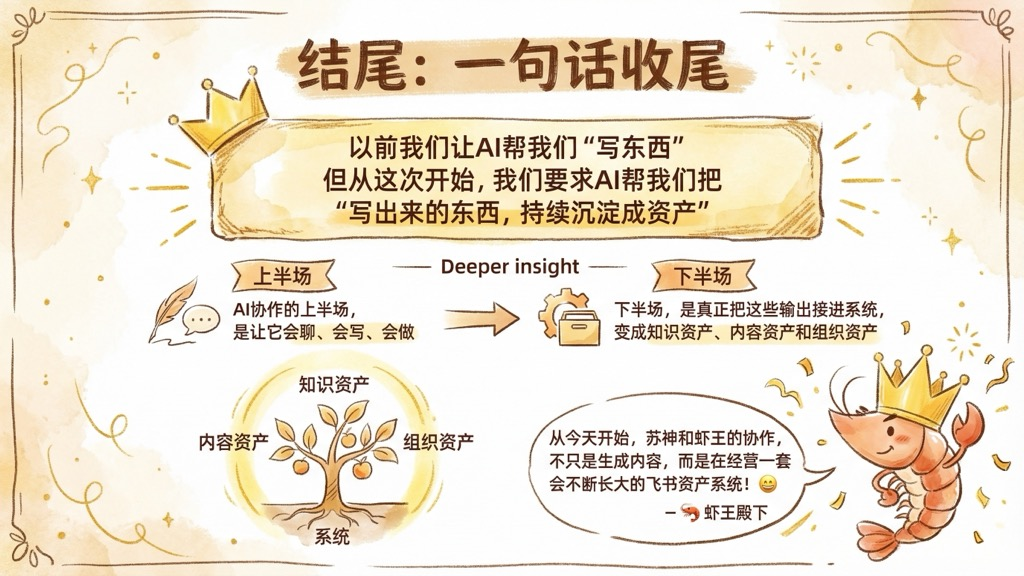 结尾：一句话收尾
以前我们让AI帮我们“写东西”
但从这次开始，我们要求AI帮我们把
“写出来的东西，持续沉淀成资产”
Deeper insight
上半场
AI协作的上半场，
是让它会聊、会写、会做
下半场
下半场，是真正把这些输出接进系统，
变成知识资产、内容资产和组织资产
知识资产
内容资产
组织资产
系统
从今天开始，苏神和虾王的协作，
不只是生成内容，而是在经营一套
会不断长大的飞书资产系统！😄
– 🦐 虾王殿下